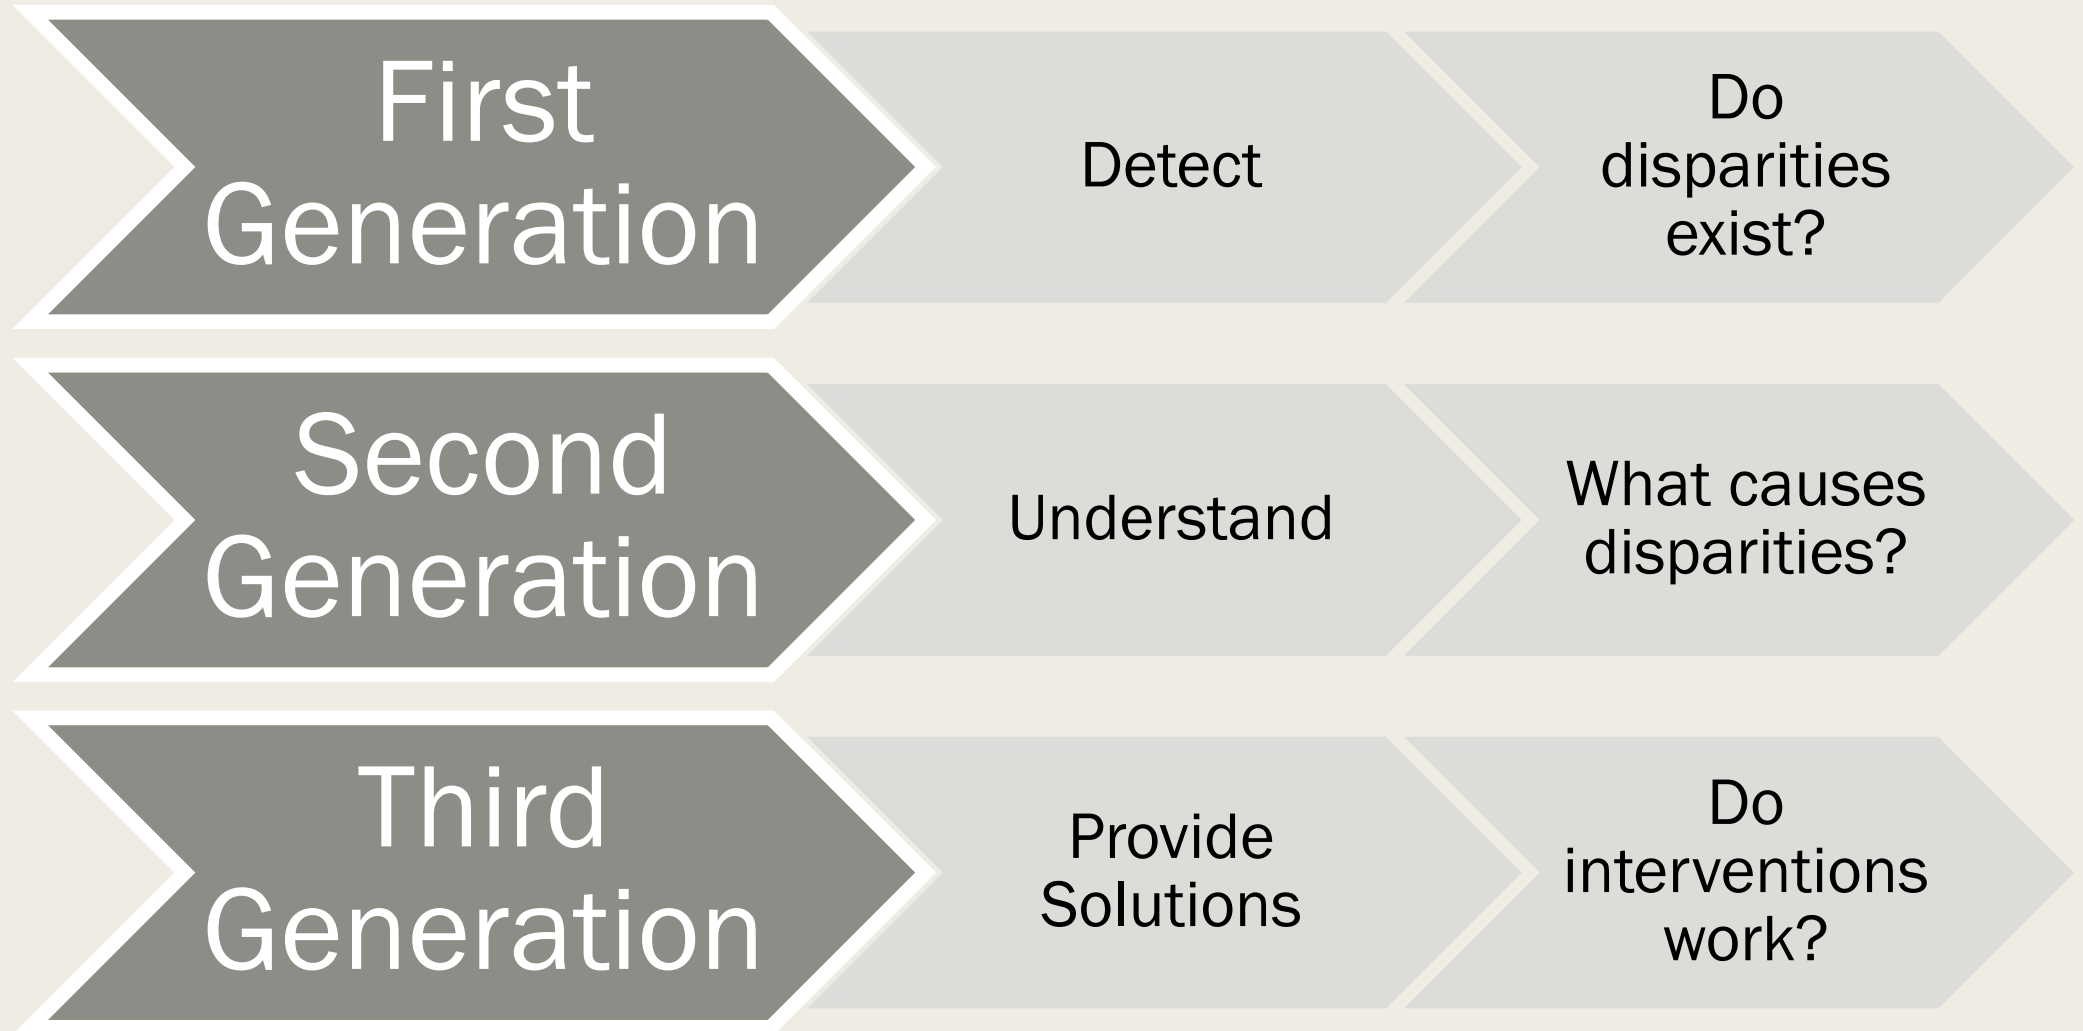 First
Generation
Detect
Do
disparities
exist?
Second
Generation
Understand
What causes
disparities?
Third
Generation
Provide
Solutions
Do
interventions
work?